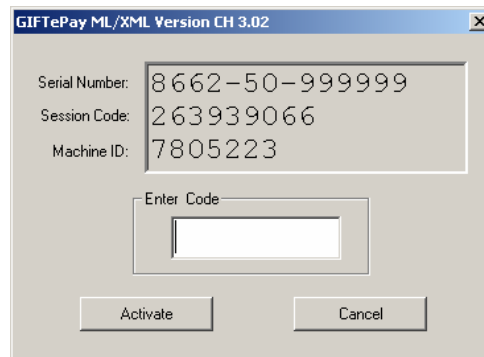 GIFTePay ML/XML Version CH 3.02
Serial Number: 8662-50-999999
Session Code: 263939066
Machine ID: 7805223
Enter Code
Activate Cancel